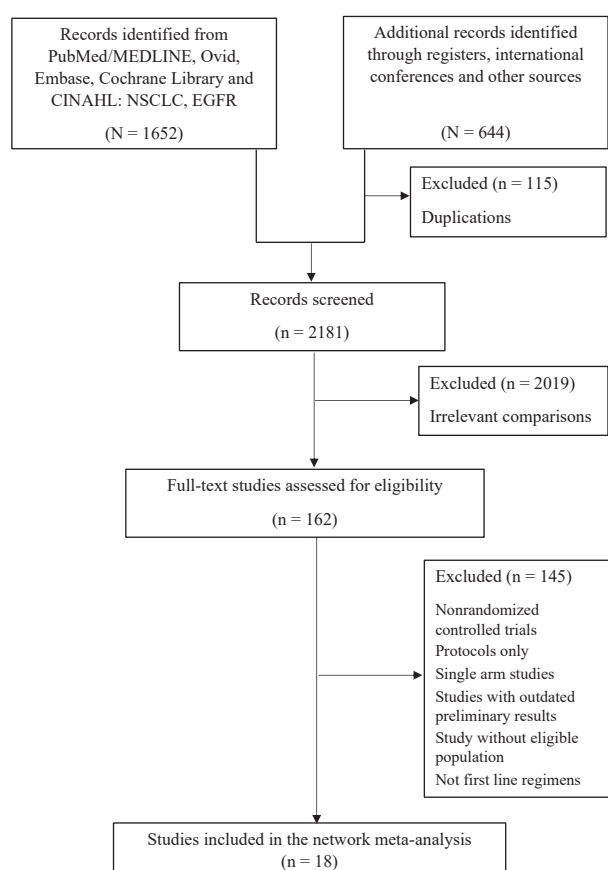 Records identified from
PubMed/MEDLINE, Ovid,
Embase, Cochrane Library and
CINAHL: NSCLC, EGFR
(N = 1652)
Additional records identified
through registers, international
conferences and other sources
(N = 644)
Excluded (n = 115)
Duplications
Records screened
(n = 2181)
Excluded (n = 2019)
Irrelevant comparisons
Full-text studies assessed for eligibility
(n = 162)
Excluded (n = 145)
Nonrandomized
controlled trials
Protocols only
Single arm studies
Studies with outdated
preliminary results
Study without eligible
population
Not first line regimens
Studies included in the network meta-analysis
(n = 18)